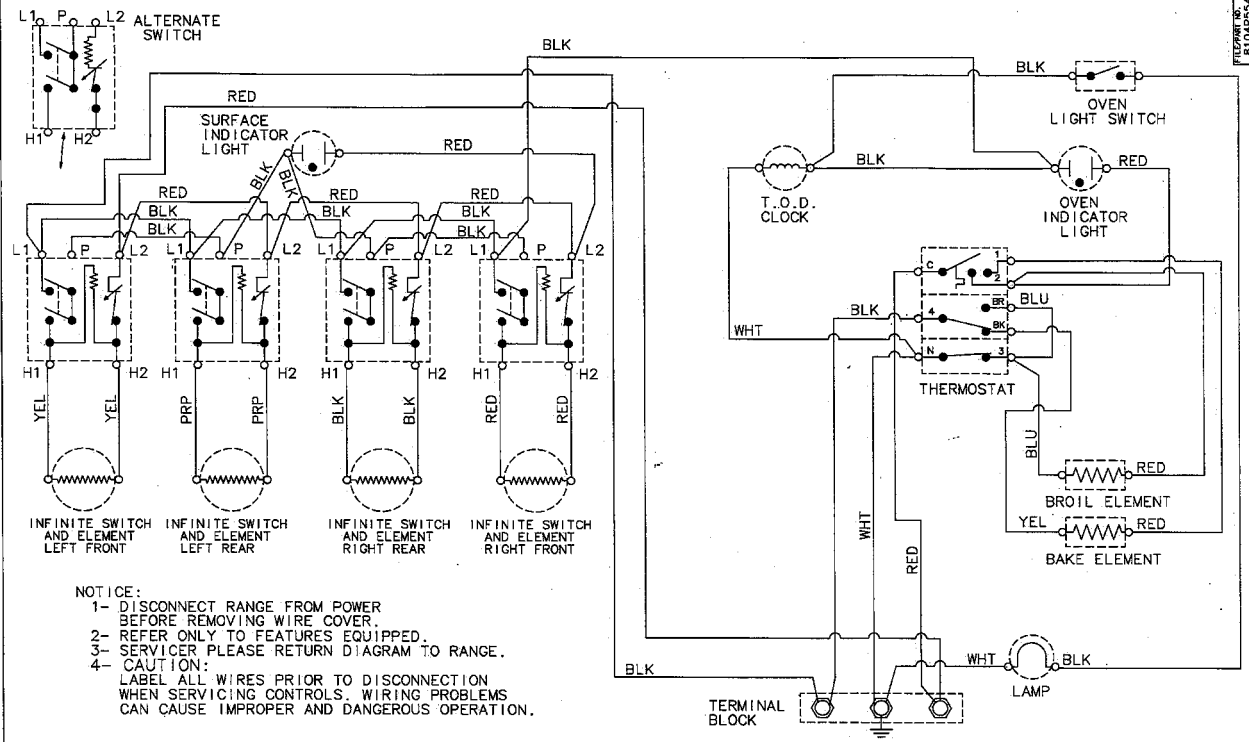 L1 P L2 ALTERNATE
SWITCH
H1 H2
FILE/PART NO.
BLK
RED
SURFACE
INDICATOR
LIGHT
RED
BLK
BLK
RED
BLK
BLK
RED
BLK
BLK
RED
BLK
BLK
L1 P L2
L1 P L2
L1 P L2
L1 P L2
H1 H2
H1 H2
H1 H2
H1 H2
YEL YEL
PRP PRP
BLK BLK
RED RED
INFINITE SWITCH
AND ELEMENT
LEFT FRONT
INFINITE SWITCH
AND ELEMENT
LEFT REAR
INFINITE SWITCH
AND ELEMENT
RIGHT REAR
INFINITE SWITCH
AND ELEMENT
RIGHT FRONT
BLK
OVEN
LIGHT SWITCH
BLK
RED
T.O.D.
CLOCK
OVEN
INDICATOR
LIGHT
C
1
2
BLK
4
BR
BK
BLU
WHT
N
3
THERMOSTAT
BLU
RED
BROIL ELEMENT
YEL
RED
BAKE ELEMENT
WHT
RED
NOTICE:
1- DISCONNECT RANGE FROM POWER
BEFORE REMOVING WIRE COVER.
2- REFER ONLY TO FEATURES EQUIPPED.
3- SERVICER PLEASE RETURN DIAGRAM TO RANGE.
4- CAUTION:
LABEL ALL WIRES PRIOR TO DISCONNECTION
WHEN SERVICING CONTROLS. WIRING PROBLEMS
CAN CAUSE IMPROPER AND DANGEROUS OPERATION.
BLK
WHT
BLK
LAMP
TERMINAL
BLOCK